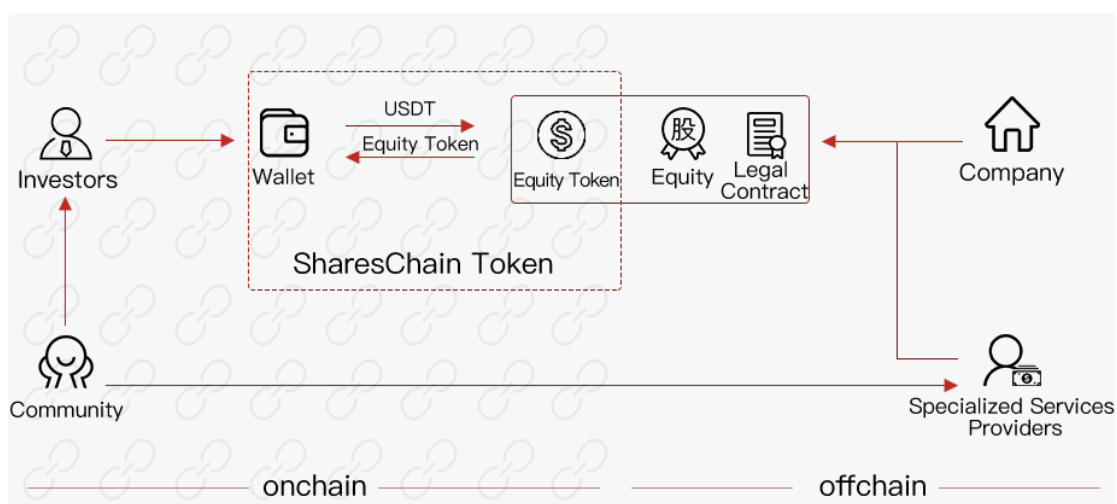 USDT
Equity Token
Investors
Wallet
$
Equity Token
股
Equity
Legal
Contract
Company
SharesChain Token
Community
$
Specialized Services
Providers
onchain
offchain